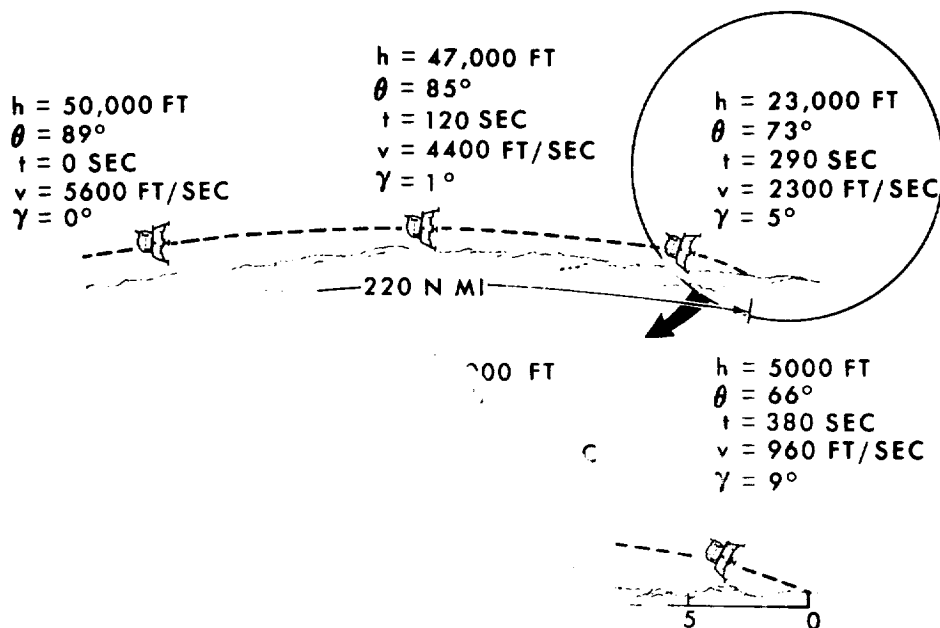 h = 50,000 FT
θ = 89°
t = 0 SEC
v = 5600 FT/SEC
γ = 0°
h = 47,000 FT
θ = 85°
t = 120 SEC
v = 4400 FT/SEC
γ = 1°
h = 23,000 FT
θ = 73°
t = 290 SEC
v = 2300 FT/SEC
γ = 5°
220 N MI
FT
h = 5000 FT
θ = 66°
t = 380 SEC
v = 960 FT/SEC
γ = 9°
5 0